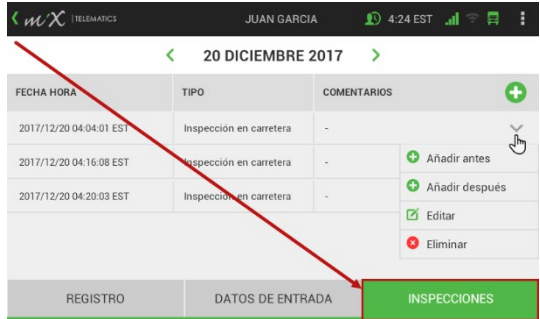 mX TELEMATICS JUAN GARCIA 4:24 EST
20 DICIEMBRE 2017
FECHA HORA TIPO COMENTARIOS
2017/12/20 04:04:01 EST Inspección en carretera -
2017/12/20 04:16:08 EST Inspección en carretera -
Añadir antes
2017/12/20 04:20:03 EST Inspección en carretera -
Añadir después
Editar
Eliminar
REGISTRO DATOS DE ENTRADA INSPECCIONES